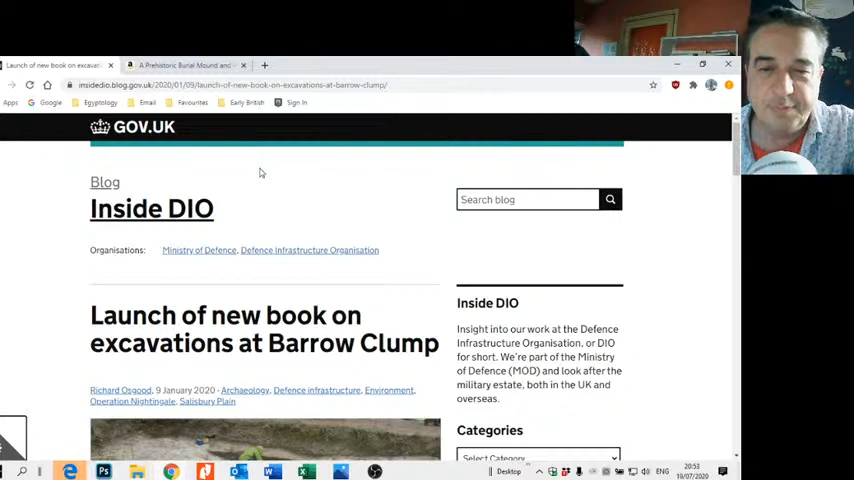 Launch of new book on excavati
A Prehistoric Burial Mound and
insidedio.blog.gov.uk/2020/01/09/launch-of-new-book-on-excavations-at-barrow-clump/
Apps Google Egyptology Email Favourites Early British Sign In
GOV.UK
Blog
Inside DIO
Search blog
Organisations: Ministry of Defence, Defence Infrastructure Organisation
Launch of new book on
excavations at Barrow Clump
Richard Osgood, 9 January 2020 - Archaeology, Defence infrastructure, Environment,
Operation Nightingale, Salisbury Plain
Inside DIO
Insight into our work at the Defence
Infrastructure Organisation, or DIO
for short. We're part of the Ministry
of Defence (MOD) and look after the
military estate, both in the UK and
overseas.
Categories
Select Category
Desktop
ENG
20:53
19/07/2020